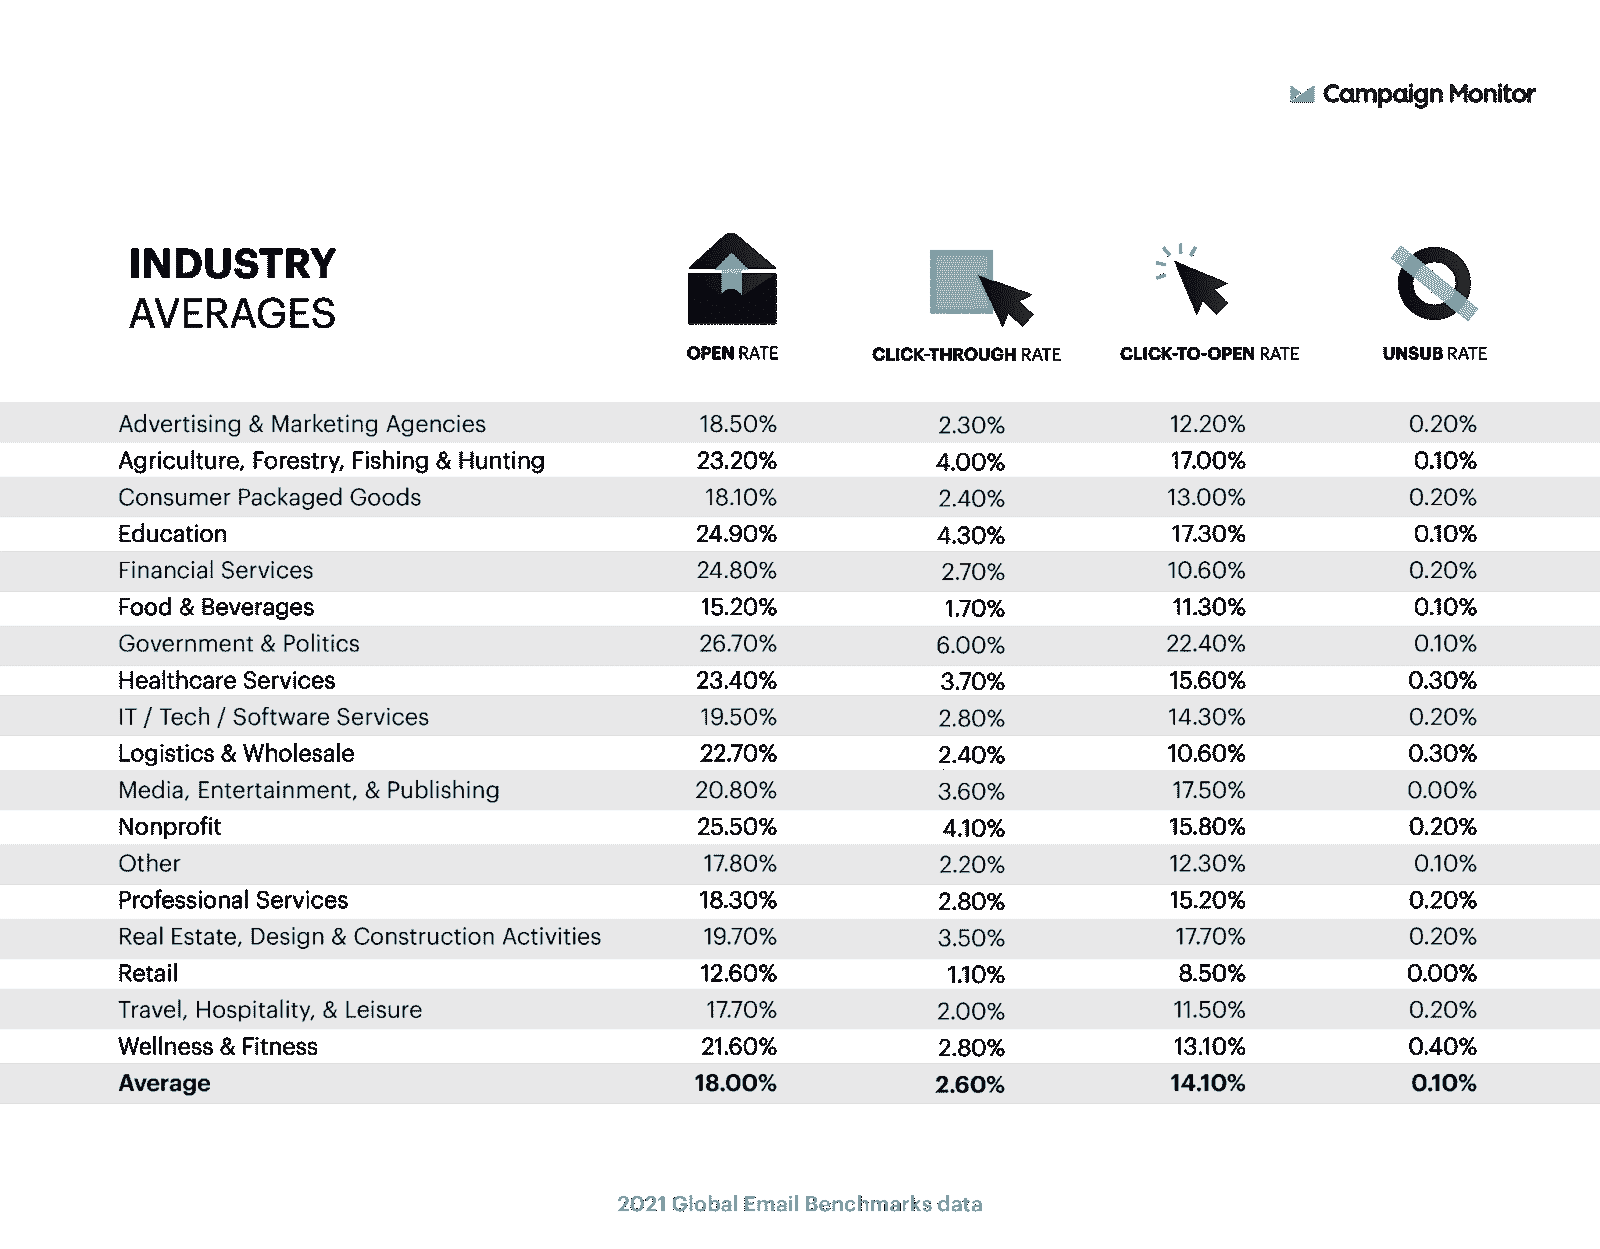 Campaign Monitor
INDUSTRY
AVERAGES
OPEN RATE CLICK-THROUGH RATE CLICK-TO-OPEN RATE UNSUB RATE
Advertising & Marketing Agencies 18.50% 2.30% 12.20% 0.20%
Agriculture, Forestry, Fishing & Hunting 23.20% 4.00% 17.00% 0.10%
Consumer Packaged Goods 18.10% 2.40% 13.00% 0.20%
Education 24.90% 4.30% 17.30% 0.10%
Financial Services 24.80% 2.70% 10.60% 0.20%
Food & Beverages 15.20% 1.70% 11.30% 0.10%
Government & Politics 26.70% 6.00% 22.40% 0.10%
Healthcare Services 23.40% 3.70% 15.60% 0.30%
IT / Tech / Software Services 19.50% 2.80% 14.30% 0.20%
Logistics & Wholesale 22.70% 2.40% 10.60% 0.30%
Media, Entertainment, & Publishing 20.80% 3.60% 17.50% 0.00%
Nonprofit 25.50% 4.10% 15.80% 0.20%
Other 17.80% 2.20% 12.30% 0.10%
Professional Services 18.30% 2.80% 15.20% 0.20%
Real Estate, Design & Construction Activities 19.70% 3.50% 17.70% 0.20%
Retail 12.60% 1.10% 8.50% 0.00%
Travel, Hospitality, & Leisure 17.70% 2.00% 11.50% 0.20%
Wellness & Fitness 21.60% 2.80% 13.10% 0.40%
Average 18.00% 2.60% 14.10% 0.10%
2021 Global Email Benchmarks data